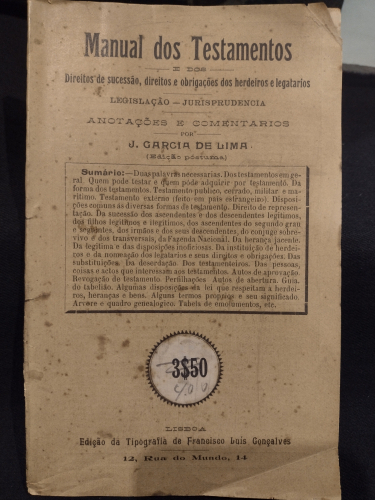 Manual dos Testamentos
E DOS
Direitos de sucessão, direitos e obrigações dos herdeiros e legatarios
LEGISLAÇÃO — JURISPRUDENCIA
ANOTAÇÕES E COMENTARIOS
POR
J. GARCIA DE LIMA
(Edição póstuma)
Sumário: — Duas palavras necessarias. Dos testamentos em ge-
ral. Quem pode testar e quem pode adquirir por testamento. Da
forma dos testamentos. Testamento publico, cerrado, militar e ma-
ritimo. Testamento externo (feito em país estrangeiro). Disposi-
ções comuns ás diversas formas de testamento. Direito de represen-
tação. Da sucessão dos ascendentes e dos descendentes legitimos,
dos filhos legitimos e ilegitimos, dos ascendentes do segundo grau
e seguintes, dos irmãos e dos seus descendentes, do conjuge sobre-
vivo e dos transversais, da Fazenda Nacional. Da herança jacente.
Da legitima e das disposições inoficiosas. Da instituição de herdei-
ros e da nomeação dos legatarios e seus direitos e obrigações. Das
substituições. Da deserdação. Dos testamenteiros. Das pessoas,
coisas e actos que interessam aos testamentos. Autos de aprovação.
Revogação de testamento. Perfilhações. Autos de abertura. Guia
do tabelião. Algumas disposições da lei que respeitam a herdei-
ros, heranças e bens. Alguns termos proprios e seu significado.
Arvore e quadro genealogico. Tabela de emolumentos, etc.
3$50
LISBOA
Edição da Tipografia de Francisco Luís Gonçalves
12, Rua do Mundo, 14